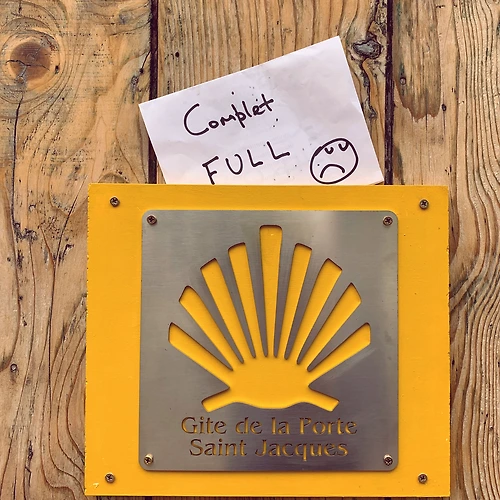 Complet
FULL
Gite de la Porte
Saint Jacques